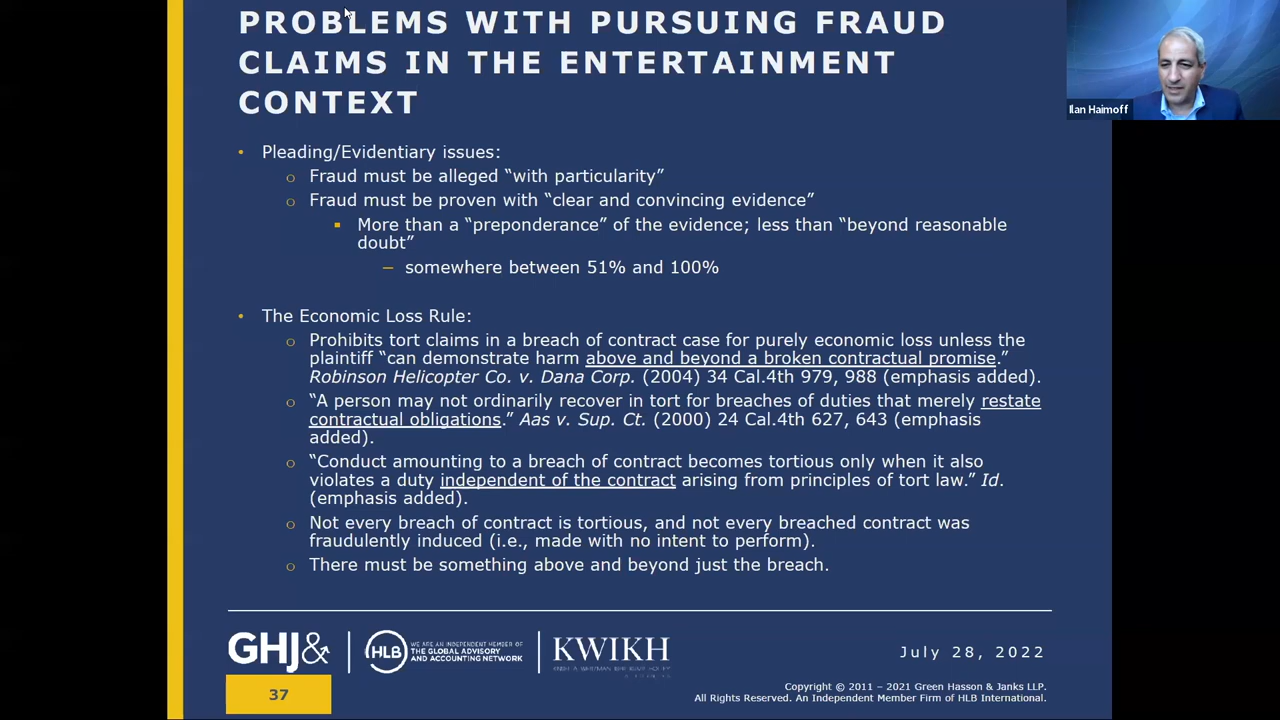 PROBLEMS WITH PURSUING FRAUD
CLAIMS IN THE ENTERTAINMENT
CONTEXT
Ilan Haimoff
• Pleading/Evidentiary issues:
o Fraud must be alleged “with particularity”
o Fraud must be proven with “clear and convincing evidence”
▪ More than a “preponderance” of the evidence; less than “beyond reasonable
doubt”
– somewhere between 51% and 100%
• The Economic Loss Rule:
o Prohibits tort claims in a breach of contract case for purely economic loss unless the
plaintiff “can demonstrate harm above and beyond a broken contractual promise.”
Robinson Helicopter Co. v. Dana Corp. (2004) 34 Cal.4th 979, 988 (emphasis added).
o “A person may not ordinarily recover in tort for breaches of duties that merely restate
contractual obligations.” Aas v. Sup. Ct. (2000) 24 Cal.4th 627, 643 (emphasis
added).
o “Conduct amounting to a breach of contract becomes tortious only when it also
violates a duty independent of the contract arising from principles of tort law.” Id.
(emphasis added).
o Not every breach of contract is tortious, and not every breached contract was
fraudulently induced (i.e., made with no intent to perform).
o There must be something above and beyond just the breach.
GHJ&
HLB
WE ARE AN INDEPENDENT MEMBER OF
THE GLOBAL ADVISORY
AND ACCOUNTING NETWORK
KWIKH
July 28, 2022
37
Copyright © 2011 – 2021 Green Hasson & Janks LLP.
All Rights Reserved. An Independent Member Firm of HLB International.